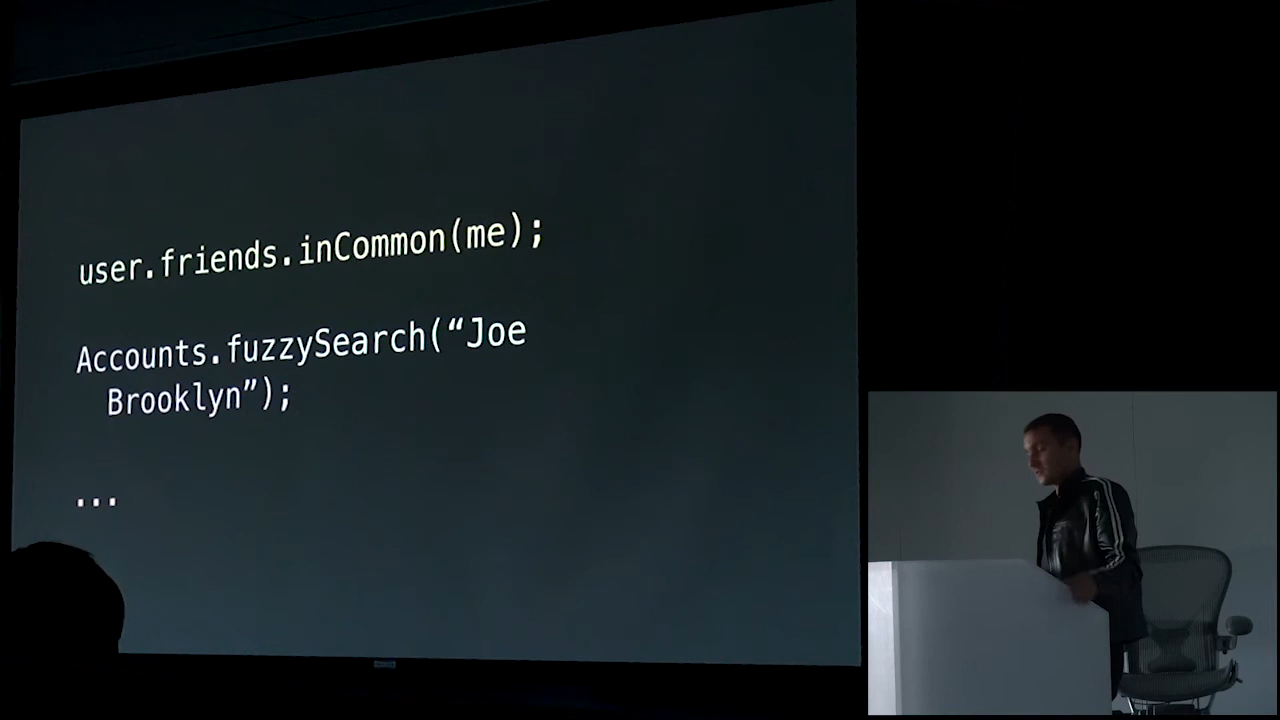 user.friends.inCommon(me);
Accounts.fuzzySearch(“Joe
Brooklyn”);
...